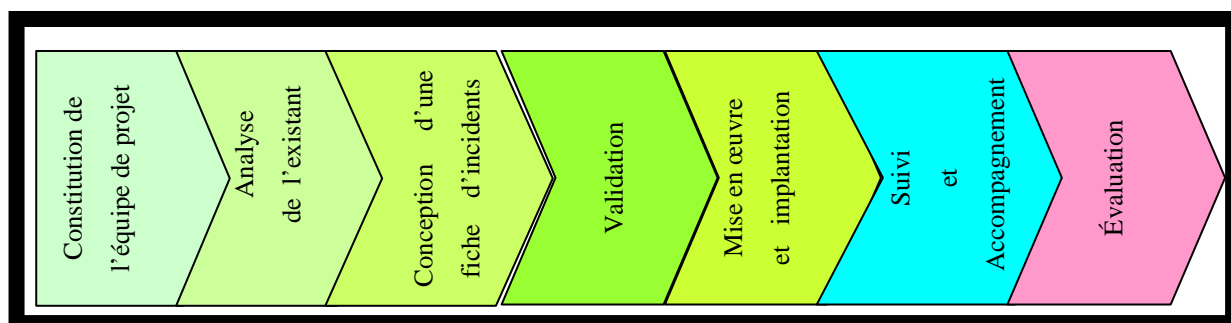 Constitution de
l'équipe de projet
Analyse
de l'existant
Conception d'une
fiche d'incidents
Validation
Mise en œuvre
et implantation
Suivi
et
Accompagnement
Évaluation